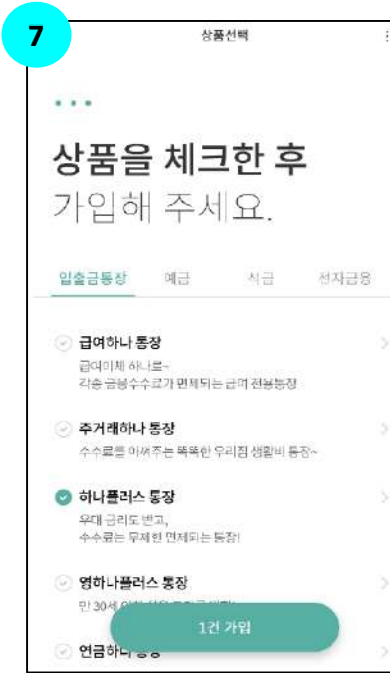 7
상품선택
상품을 체크한 후
가입해 주세요.
입출금통장 예금 적금 전자금융
급여하나 통장
급여이체 하나로~
각종 금융수수료가 면제되는 급여 전용통장
주거래하나 통장
수수료를 아껴주는 똑똑한 우리집 생활비 통장~
하나플러스 통장
우대 금리도 받고,
수수료는 무제한 면제되는 통장!
영하나플러스 통장
만 30세
1건 가입
연금하나 통장